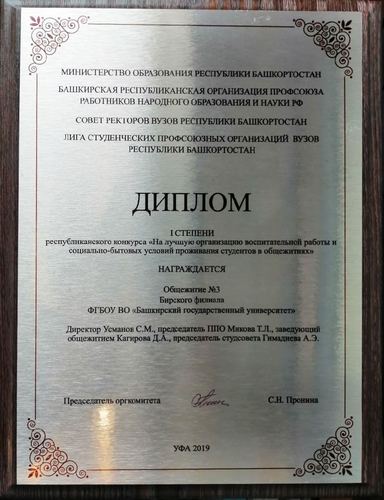 МИНИСТЕРСТВО ОБРАЗОВАНИЯ РЕСПУБЛИКИ БАШКОРТОСТАН
БАШКИРСКАЯ РЕСПУБЛИКАНСКАЯ ОРГАНИЗАЦИЯ ПРОФСОЮЗА
РАБОТНИКОВ НАРОДНОГО ОБРАЗОВАНИЯ И НАУКИ РФ
СОВЕТ РЕКТОРОВ ВУЗОВ РЕСПУБЛИКИ БАШКОРТОСТАН
ЛИГА СТУДЕНЧЕСКИХ ПРОФСОЮЗНЫХ ОРГАНИЗАЦИЙ ВУЗОВ
РЕСПУБЛИКИ БАШКОРТОСТАН
ДИПЛОМ
I СТЕПЕНИ
республиканского конкурса «На лучшую организацию воспитательной работы и
социально-бытовых условий проживания студентов в общежитиях»
НАГРАЖДАЕТСЯ
Общежитие №3
Бирского филиала
ФГБОУ ВО «Башкирский государственный университет»
Директор Усманов С.М., председатель ППО Микова Т.Л., заведующий
общежитием Кагирова Д.А., председатель студсовета Гимадиева А.Э.
Председатель оргкомитета С.Н. Пронина
УФА 2019